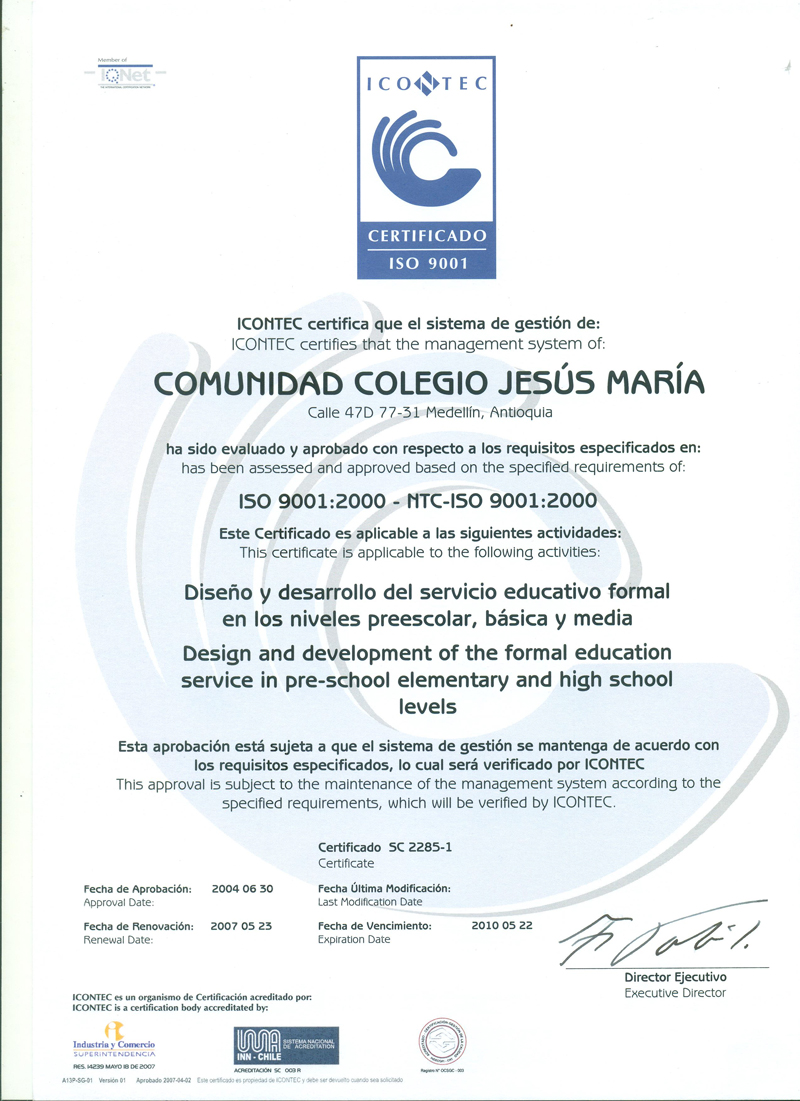 Member of
IQNet
THE INTERNATIONAL CERTIFICATION NETWORK
ICONTEC
CERTIFICADO
ISO 9001
ICONTEC certifica que el sistema de gestión de:
ICONTEC certifies that the management system of:
COMUNIDAD COLEGIO JESÚS MARÍA
Calle 47D 77-31 Medellín, Antioquia
ha sido evaluado y aprobado con respecto a los requisitos especificados en:
has been assessed and approved based on the specified requirements of:
ISO 9001:2000 - NTC-ISO 9001:2000
Este Certificado es aplicable a las siguientes actividades:
This certificate is applicable to the following activities:
Diseño y desarrollo del servicio educativo formal
en los niveles preescolar, básica y media
Design and development of the formal education
service in pre-school elementary and high school
levels
Esta aprobación está sujeta a que el sistema de gestión se mantenga de acuerdo con
los requisitos especificados, lo cual será verificado por ICONTEC
This approval is subject to the maintenance of the management system according to the
specified requirements, which will be verified by ICONTEC.
Certificado SC 2285-1
Certificate
Fecha de Aprobación: 2004 06 30 Fecha Última Modificación:
Approval Date: Last Modification Date
Fecha de Renovación: 2007 05 23 Fecha de Vencimiento: 2010 05 22
Renewal Date: Expiration Date
Director Ejecutivo
Executive Director
ICONTEC es un organismo de Certificación acreditado por:
ICONTEC is a certification body accredited by:
Industria y Comercio
SUPERINTENDENCIA
RES. 14239 MAYO 18 DE 2007
INN - CHILE
SISTEMA NACIONAL
DE ACREDITATION
ACREDITACIÓN SC 003 R
Registro Nº OCSGC - 003
A13P-SG-01 Versión 01 Aprobado 2007-04-02 Este certificado es propiedad de ICONTEC y debe ser devuelto cuando sea solicitado